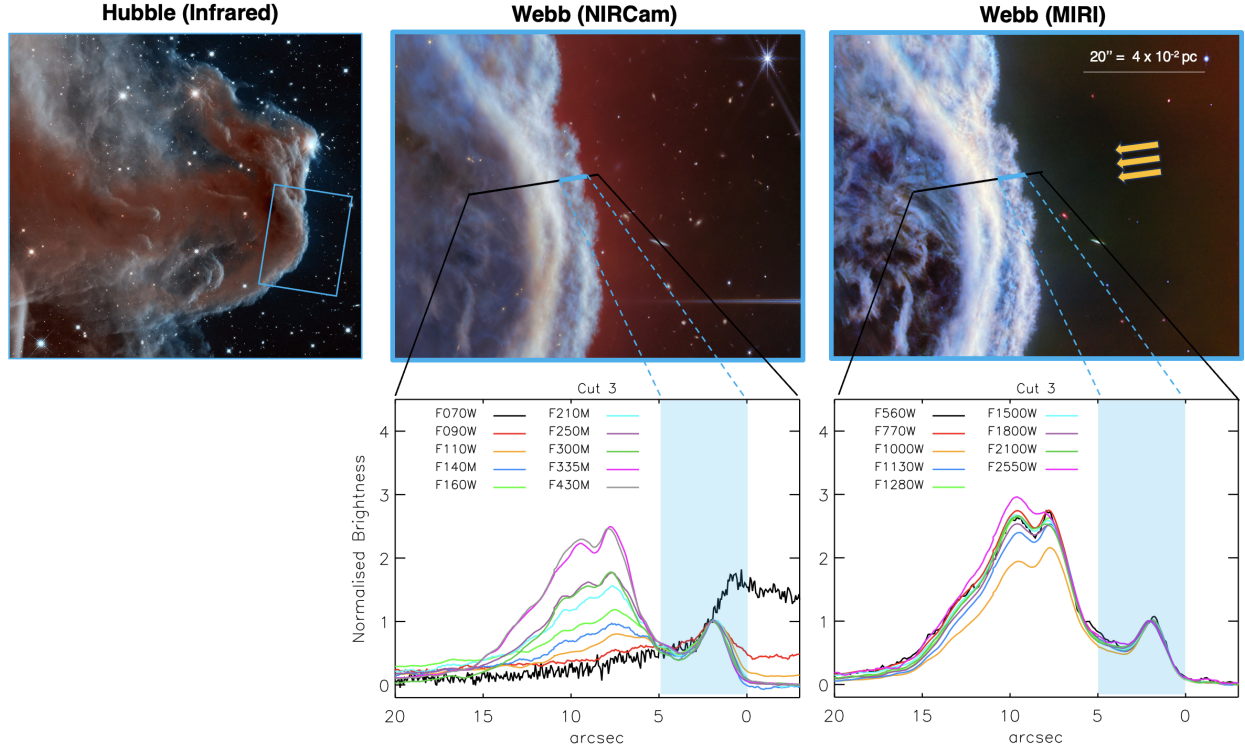 Hubble (Infrared)
Webb (NIRCam)
Webb (MIRI)
20'' = 4 x 10⁻² pc
Cut 3
F070W F210M
F090W F250M
F110W F300M
F140M F335M
F160W F430M
Normalised Brightness
4
3
2
1
0
20 15 10 5 0
arcsec
Cut 3
F560W F1500W
F770W F1800W
F1000W F2100W
F1130W F2550W
F1280W
4
3
2
1
0
20 15 10 5 0
arcsec